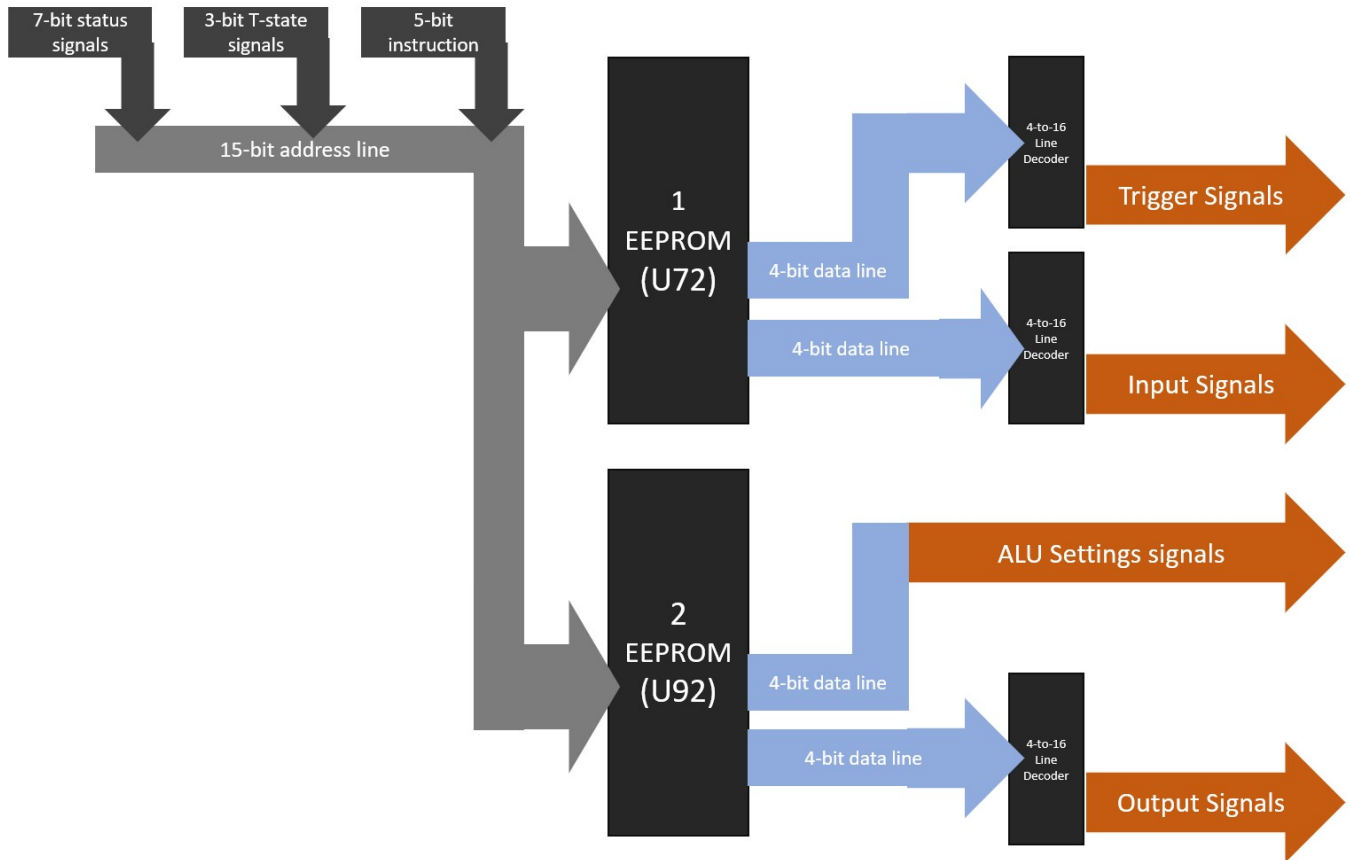 7-bit status
signals
3-bit T-state
signals
5-bit
instruction
15-bit address line
1
EEPROM
(U72)
4-bit data line
4-bit data line
4-to-16
Line
Decoder
Trigger Signals
4-to-16
Line
Decoder
Input Signals
2
EEPROM
(U92)
4-bit data line
4-bit data line
ALU Settings signals
4-to-16
Line
Decoder
Output Signals